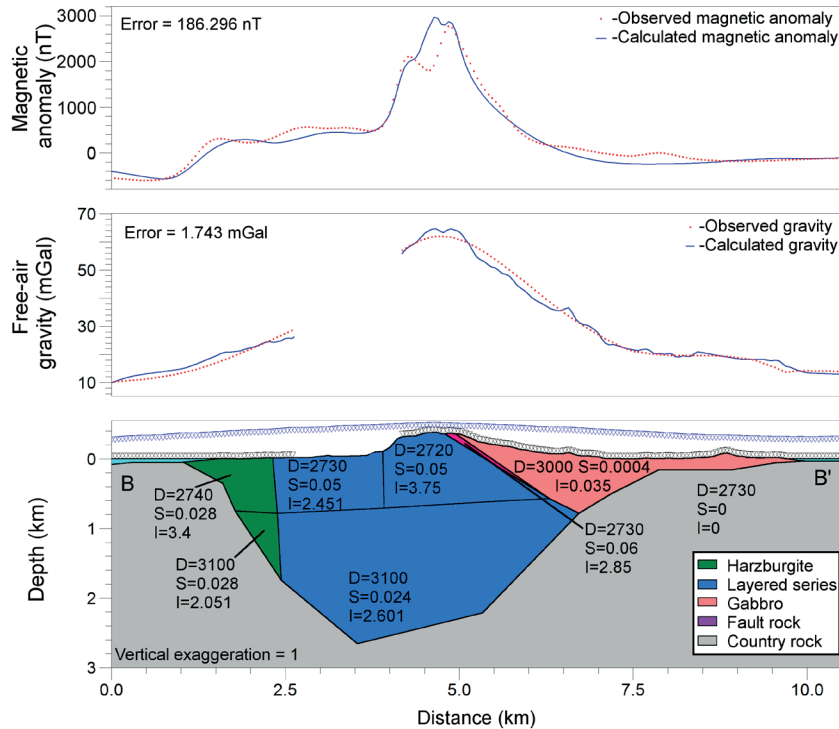 Magnetic
anomaly (nT)
3000
2000
1000
0
Error = 186.296 nT
-Observed magnetic anomaly
-Calculated magnetic anomaly
Free-air
gravity (mGal)
70
50
30
10
Error = 1.743 mGal
-Observed gravity
-Calculated gravity
Depth (km)
0
1
2
3
B
B'
D=2740
S=0.028
I=3.4
D=3100
S=0.028
I=2.051
D=2730
S=0.05
I=2.451
D=2720
S=0.05
I=3.75
D=3100
S=0.024
I=2.601
D=3000 S=0.0004
I=0.035
D=2730
S=0.06
I=2.85
D=2730
S=0
I=0
Harzburgite
Layered series
Gabbro
Fault rock
Country rock
Vertical exaggeration = 1
0.0
2.5
5.0
7.5
10.0
Distance (km)